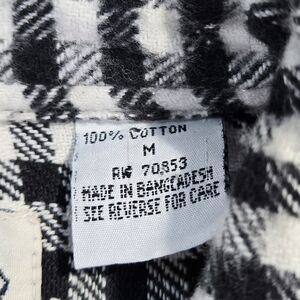 100% COTTON
M
RN 70853
MADE IN BANGLADESH
SEE REVERSE FOR CARE